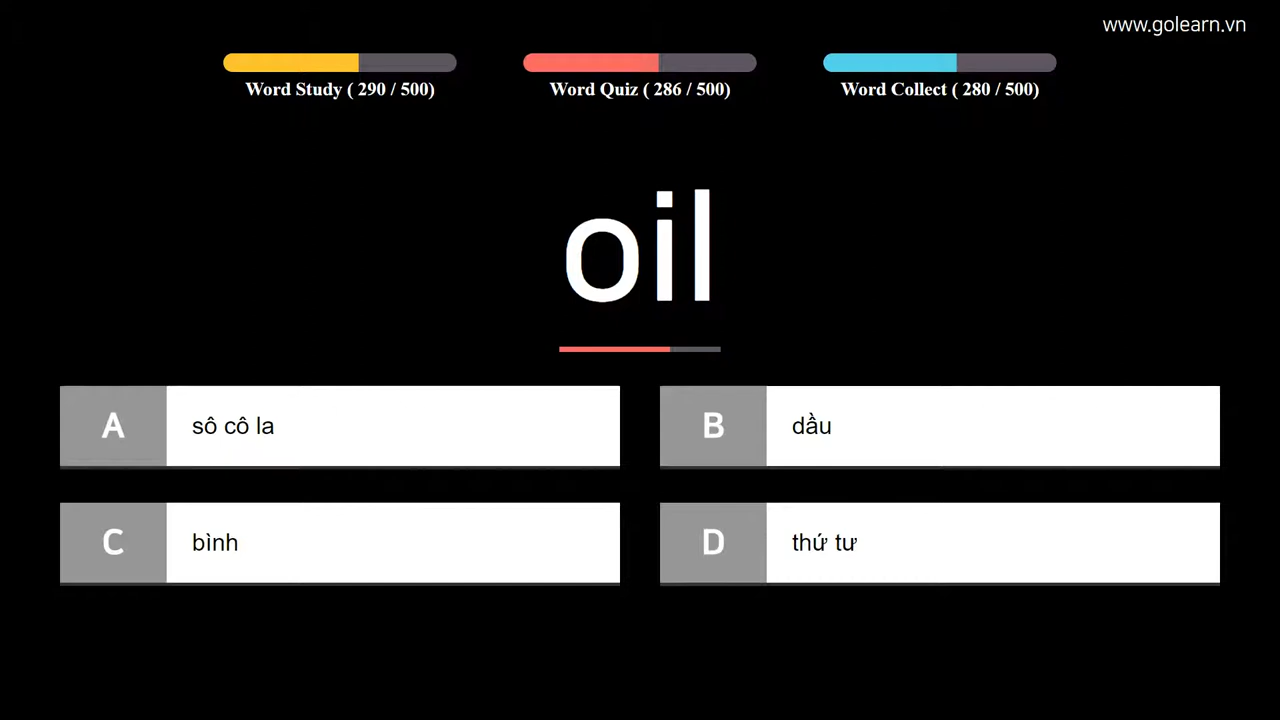 www.golearn.vn
Word Study ( 290 / 500)
Word Quiz ( 286 / 500)
Word Collect ( 280 / 500)
oil
A sô cô la
B dầu
C bình
D thứ tư